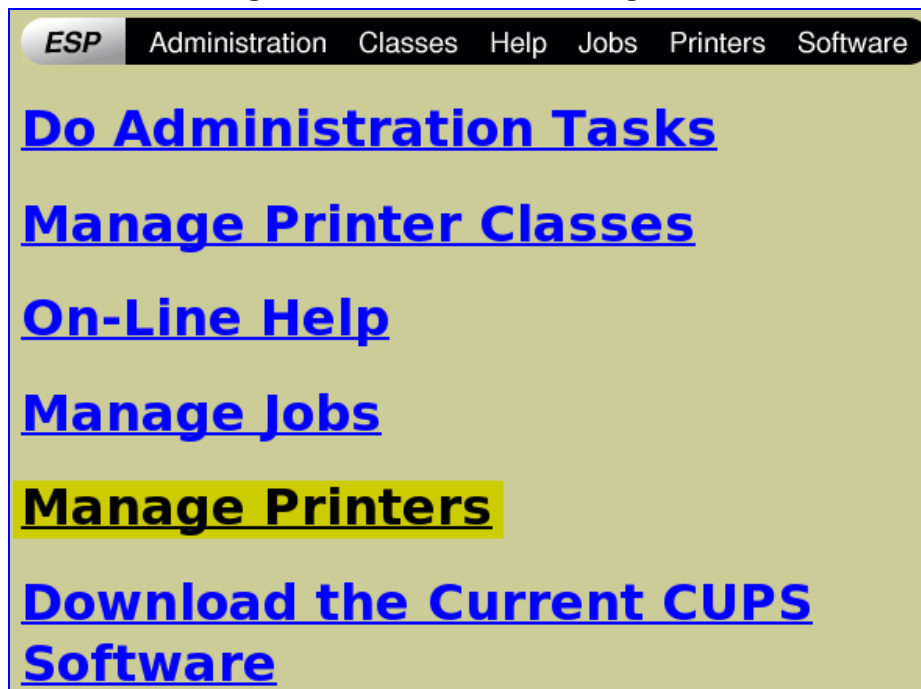 ESP Administration Classes Help Jobs Printers Software
Do Administration Tasks
Manage Printer Classes
On-Line Help
Manage Jobs
Manage Printers
Download the Current CUPS
Software